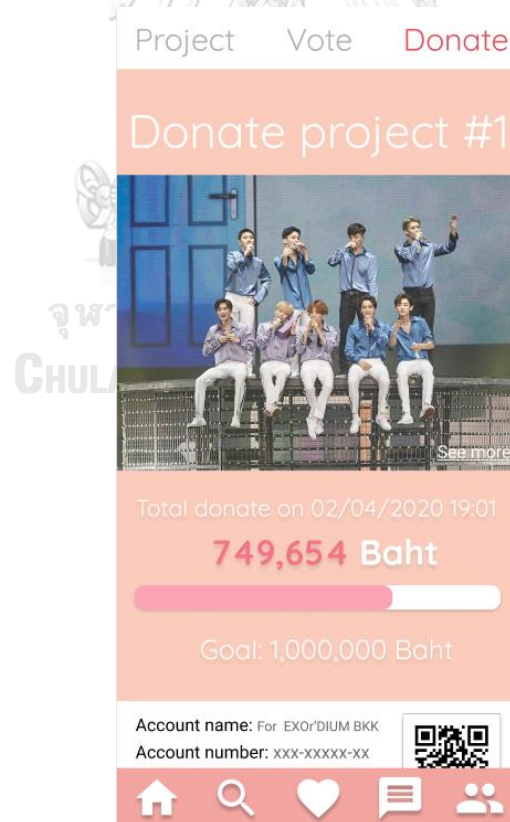 Project Vote Donate
Donate project #1
See more
Total donate on 02/04/2020 19:01
749,654 Baht
Goal: 1,000,000 Baht
Account name: For EXOr'DIUM BKK
Account number: xxx-xxxxx-xx